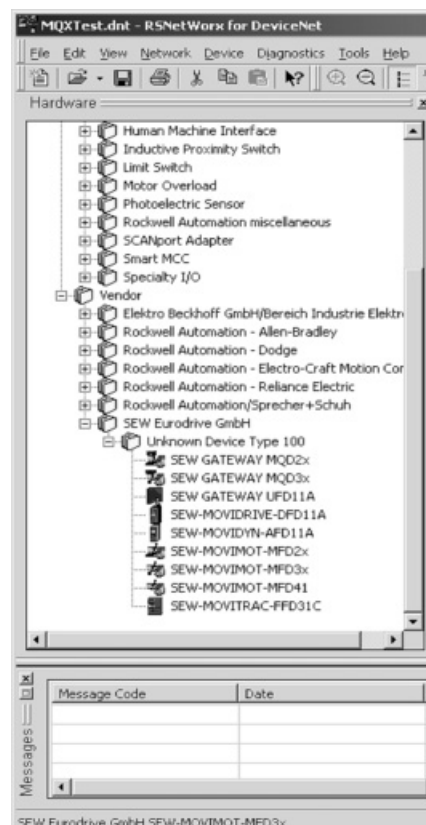 MQXTest.dnt - RSNetWorx for DeviceNet
File Edit View Network Device Diagnostics Tools Help
Hardware
Human Machine Interface
Inductive Proximity Switch
Limit Switch
Motor Overload
Photoelectric Sensor
Rockwell Automation miscellaneous
SCANport Adapter
Smart MCC
Specialty I/O
Vendor
Elektro Beckhoff GmbH/Bereich Industrie Elektr
Rockwell Automation - Allen-Bradley
Rockwell Automation - Dodge
Rockwell Automation - Electro-Craft Motion Cor
Rockwell Automation - Reliance Electric
Rockwell Automation/Sprecher+Schuh
SEW Eurodrive GmbH
Unknown Device Type 100
SEW GATEWAY MQD2x
SEW GATEWAY MQD3x
SEW GATEWAY UFD11A
SEW-MOVIDRIVE-DFD11A
SEW-MOVIDYN-AFD11A
SEW-MOVIMOT-MFD2x
SEW-MOVIMOT-MFD3x
SEW-MOVIMOT-MFD41
SEW-MOVITRAC-FFD31C
Messages
Message Code Date
SEW Eurodrive GmbH SEW-MOVIMOT-MFD3x